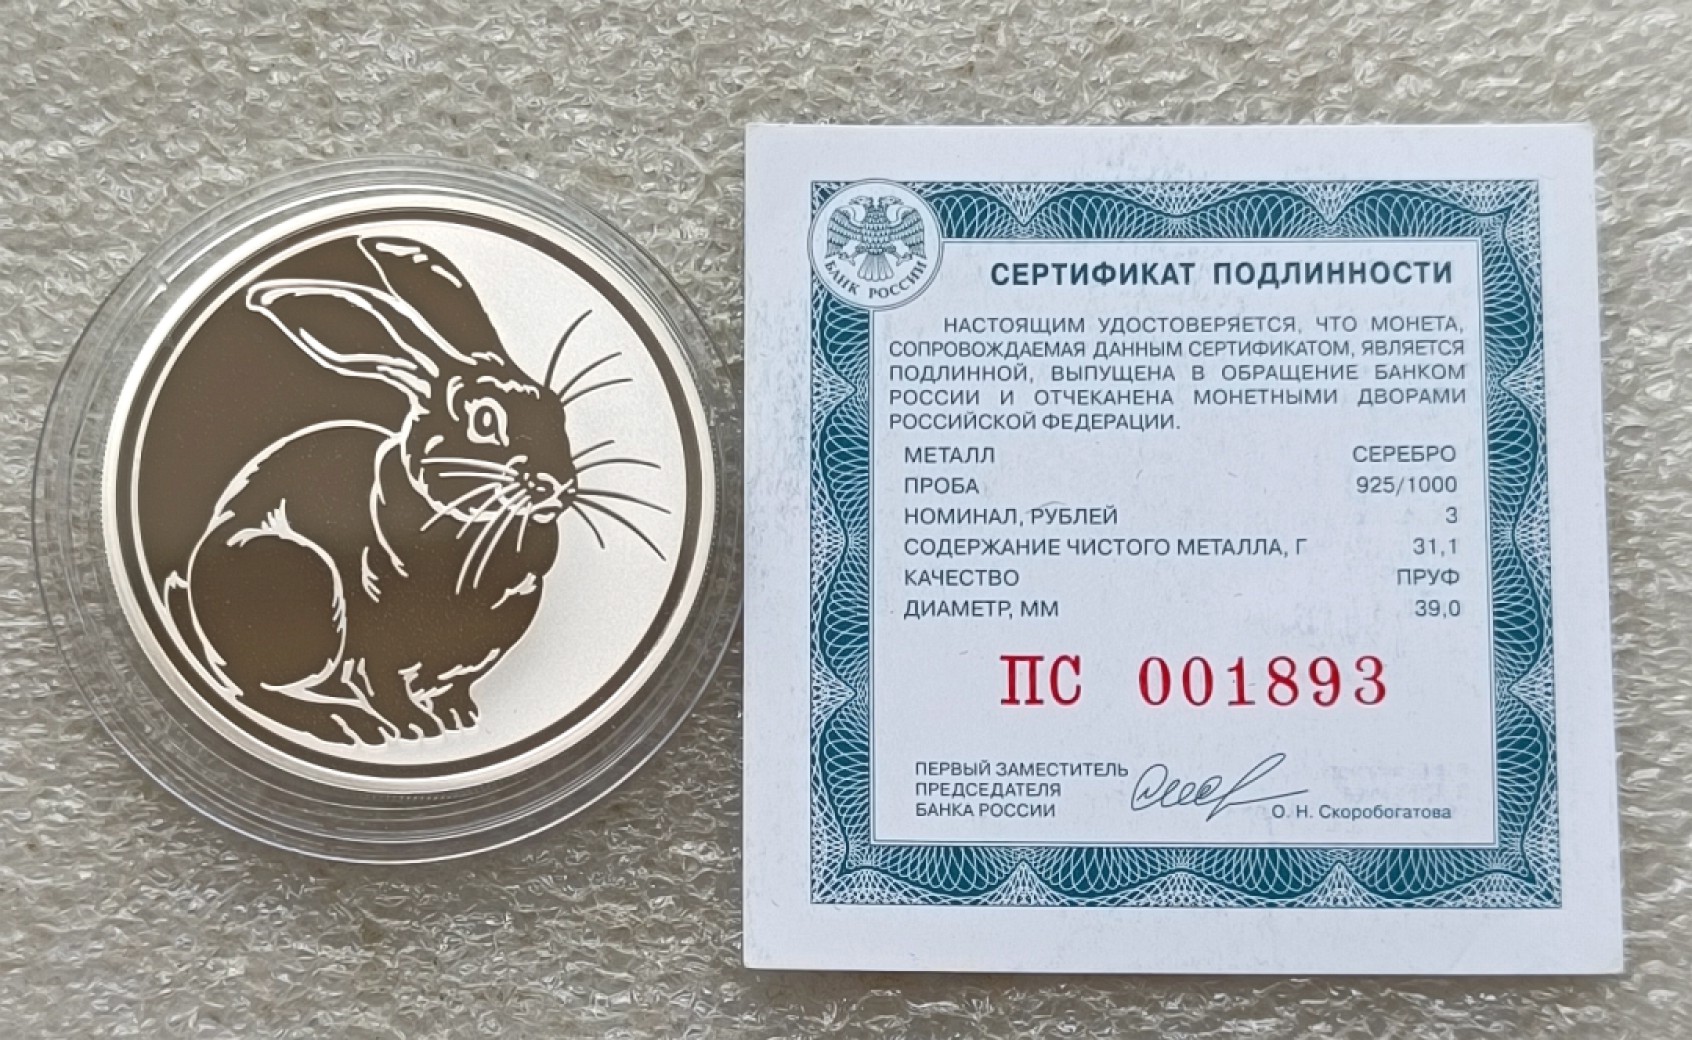 БАНК РОССИИ
СЕРТИФИКАТ ПОДЛИННОСТИ
НАСТОЯЩИМ УДОСТОВЕРЯЕТСЯ, ЧТО МОНЕТА,
СОПРОВОЖДАЕМАЯ ДАННЫМ СЕРТИФИКАТОМ, ЯВЛЯЕТСЯ
ПОДЛИННОЙ, ВЫПУЩЕНА В ОБРАЩЕНИЕ БАНКОМ
РОССИИ И ОТЧЕКАНЕНА МОНЕТНЫМИ ДВОРАМИ
РОССИЙСКОЙ ФЕДЕРАЦИИ.
МЕТАЛЛ СЕРЕБРО
ПРОБА 925/1000
НОМИНАЛ, РУБЛЕЙ 3
СОДЕРЖАНИЕ ЧИСТОГО МЕТАЛЛА, Г 31,1
КАЧЕСТВО ПРУФ
ДИАМЕТР, ММ 39,0
ПС 001893
ПЕРВЫЙ ЗАМЕСТИТЕЛЬ
ПРЕДСЕДАТЕЛЯ
БАНКА РОССИИ О. Н. Скоробогатова